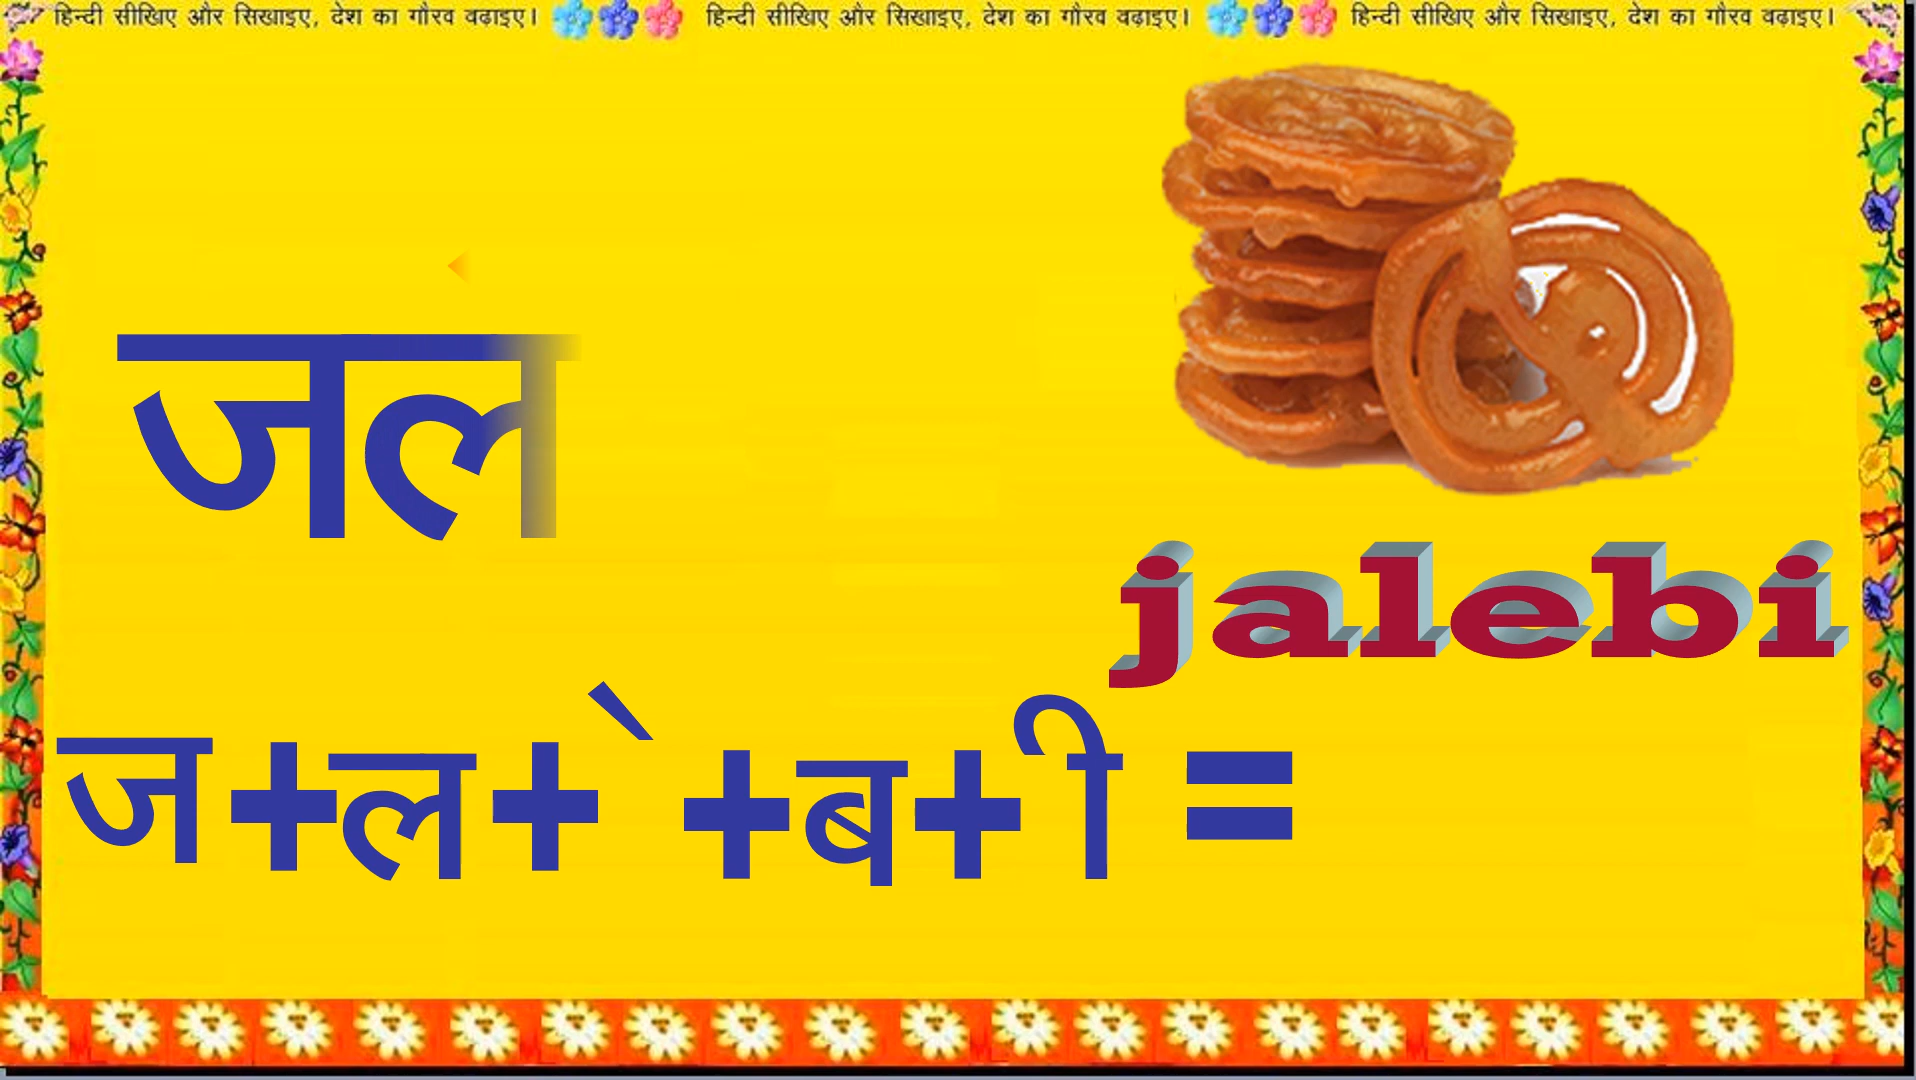 हिन्दी सीखिए और सिखाइए, देश का गौरव बढ़ाइए। हिन्दी सीखिए और सिखाइए, देश का गौरव बढ़ाइए। हिन्दी सीखिए और सिखाइए, देश का गौरव बढ़ाइए।
जल
jalebi
ज+ल+े+ब+ी =